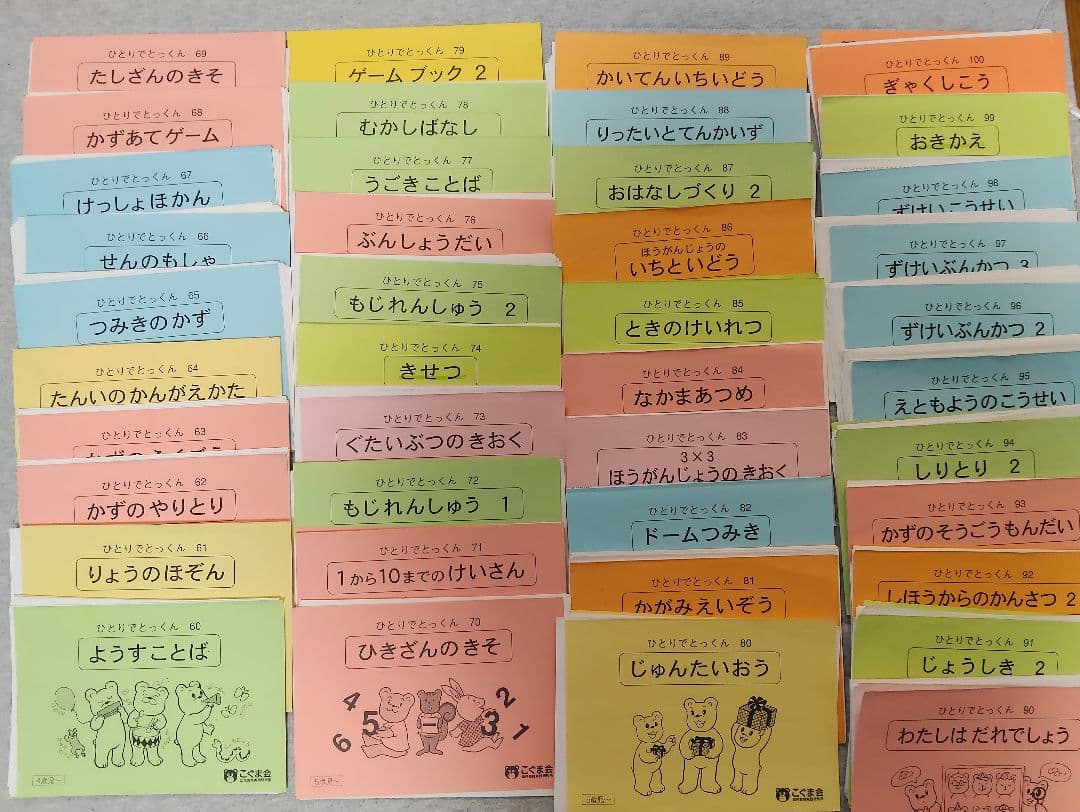 ひとりでとっくん 69
たしざんのきそ
ひとりでとっくん 68
かずあてゲーム
ひとりでとっくん 67
けっしょほかん
ひとりでとっくん 66
せんのもしゃ
ひとりでとっくん 65
つみきのかず
ひとりでとっくん 64
たんいのかんがえかた
ひとりでとっくん 63
ひとりでとっくん 62
かずのやりとり
ひとりでとっくん 61
りょうのほぞん
ひとりでとっくん 60
ようすことば
こぐま会
ひとりでとっくん 79
ゲームブック 2
ひとりでとっくん 78
むかしばなし
ひとりでとっくん 77
うごきことば
ひとりでとっくん 76
ぶんしょうだい
ひとりでとっくん 75
もじれんしゅう 2
ひとりでとっくん 74
きせつ
ひとりでとっくん 73
ぐたいぶつのきおく
ひとりでとっくん 72
もじれんしゅう 1
ひとりでとっくん 71
1から10までのけいさん
ひとりでとっくん 70
ひきざんのきそ
4 5 6 2 3 1
こぐま会
ひとりでとっくん 89
かいてんいちいどう
ひとりでとっくん 88
りったいとてんかいず
ひとりでとっくん 87
おはなしづくり 2
ひとりでとっくん 86
ほうがんじょうの
いちといどう
ひとりでとっくん 85
ときのけいれつ
ひとりでとっくん 84
なかまあつめ
ひとりでとっくん 83
3×3
ほうがんじょうのきおく
ひとりでとっくん 82
ドームつみき
ひとりでとっくん 81
かがみえいぞう
ひとりでとっくん 80
じゅんたいおう
こぐま会
ひとりでとっくん 100
ぎゃくしこう
ひとりでとっくん 99
おきかえ
ひとりでとっくん 98
ずけいこうせい
ひとりでとっくん 97
ずけいぶんかつ 3
ひとりでとっくん 96
ずけいぶんかつ 2
ひとりでとっくん 95
えともようのこうせい
ひとりでとっくん 94
しりとり 2
ひとりでとっくん 93
かずのそうごうもんだい
ひとりでとっくん 92
しほうからのかんさつ 2
ひとりでとっくん 91
じょうしき 2
ひとりでとっくん 90
わたしはだれでしょう